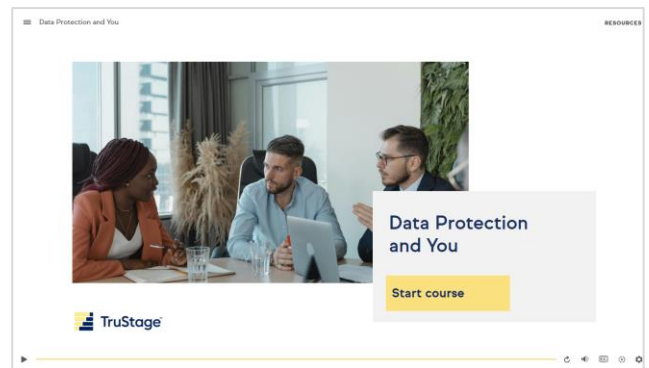 Data Protection and You
RESOURCES
Data Protection
and You
Start course
TruStage